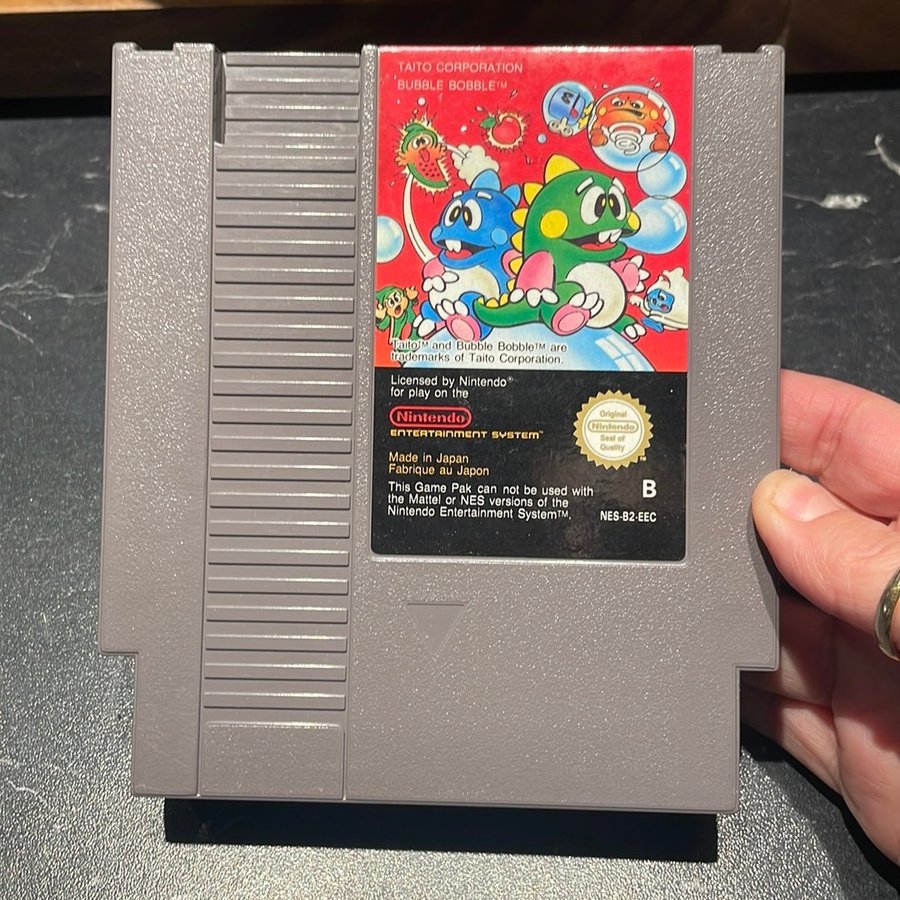 TAITO CORPORATION
BUBBLE BOBBLE™
Taito™ and Bubble Bobble™ are
trademarks of Taito Corporation.
Licensed by Nintendo®
for play on the
Nintendo®
ENTERTAINMENT SYSTEM™
Made in Japan
Fabrique au Japon
This Game Pak can not be used with
the Mattel or NES versions of the
Nintendo Entertainment System™.
Original
Nintendo
Seal of
Quality
B
NES-B2-EEC